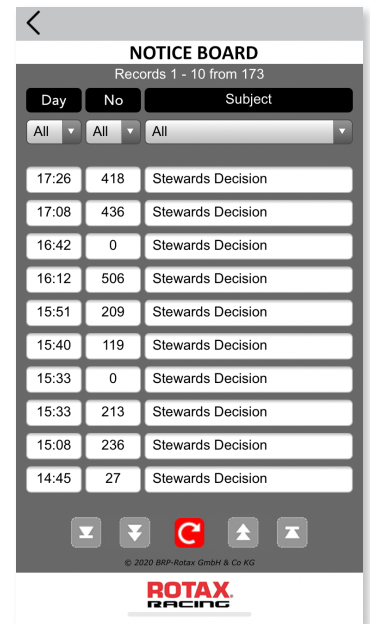 NOTICE BOARD
Records 1 - 10 from 173
Day No Subject
All All All
17:26 418 Stewards Decision
17:08 436 Stewards Decision
16:42 0 Stewards Decision
16:12 506 Stewards Decision
15:51 209 Stewards Decision
15:40 119 Stewards Decision
15:33 0 Stewards Decision
15:33 213 Stewards Decision
15:08 236 Stewards Decision
14:45 27 Stewards Decision
© 2020 BRP-Rotax GmbH & Co KG
ROTAX.
RACING